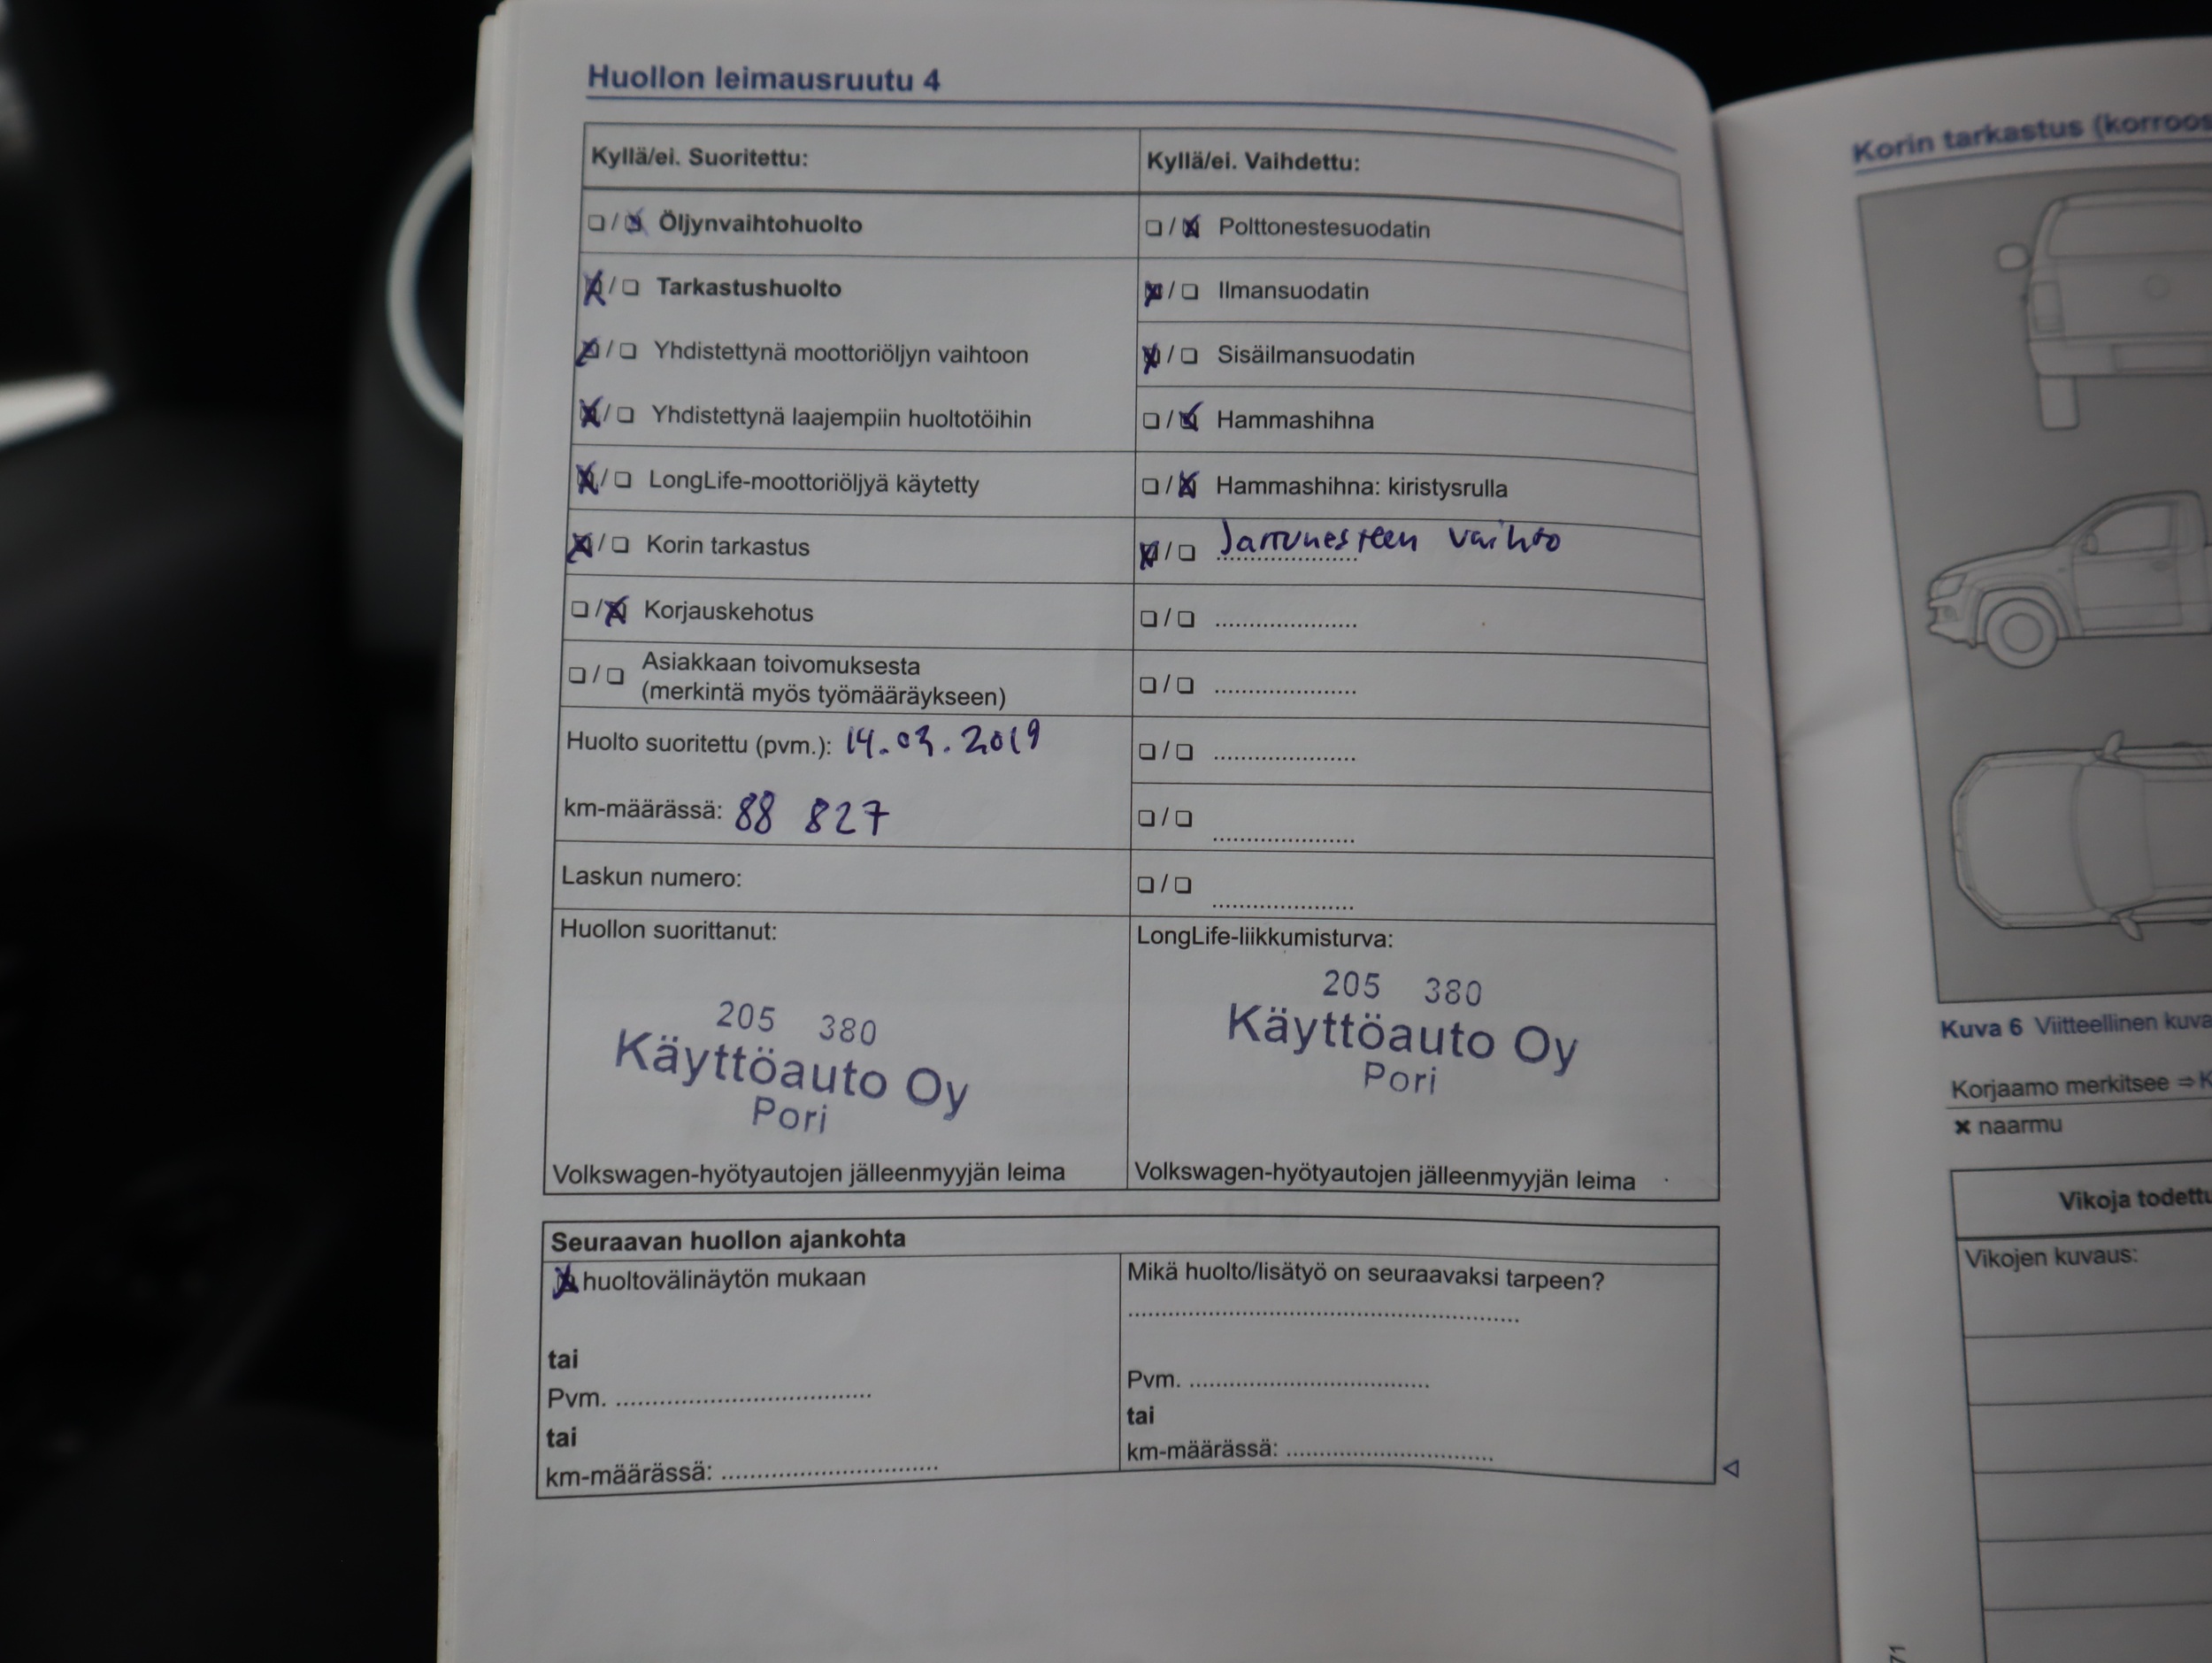 Huollon leimausruutu 4
Kyllä/ei. Suoritettu:
Kyllä/ei. Vaihdettu:
☐ / ☒ Öljynvaihtohuolto
☐ / ☒ Polttonestesuodatin
☒ / ☐ Tarkastushuolto
☒ / ☐ Ilmansuodatin
☒ / ☐ Yhdistettynä moottoriöljyn vaihtoon
☒ / ☐ Sisäilmansuodatin
☒ / ☐ Yhdistettynä laajempiin huoltotöihin
☐ / ☒ Hammashihna
☒ / ☐ LongLife-moottoriöljyä käytetty
☐ / ☒ Hammashihna: kiristysrulla
☒ / ☐ Korin tarkastus
☒ / ☐ Jarrunesteen vaihto
☐ / ☒ Korjauskehotus
☐ / ☐ ....................
☐ / ☐ Asiakkaan toivomuksesta
(merkintä myös työmääräykseen)
☐ / ☐ ....................
Huolto suoritettu (pvm.): 14.03.2019
☐ / ☐ ....................
km-määrässä: 88 827
☐ / ☐ ....................
Laskun numero:
☐ / ☐ ....................
Huollon suorittanut:
205 380
Käyttöauto Oy
Pori
Volkswagen-hyötyautojen jälleenmyyjän leima
LongLife-liikkumisturva:
205 380
Käyttöauto Oy
Pori
Volkswagen-hyötyautojen jälleenmyyjän leima
Seuraavan huollon ajankohta
☒ huoltovälinäytön mukaan
tai
Pvm. ....................
tai
km-määrässä: ....................
Mikä huolto/lisätyö on seuraavaksi tarpeen?
....................
Pvm. ....................
tai
km-määrässä: ....................
Korin tarkastus
Kuva 6 Viitteellinen
Korjaamo merkitsee ⇒
✖ naarmu
Vikoja
Vikojen kuvaus: